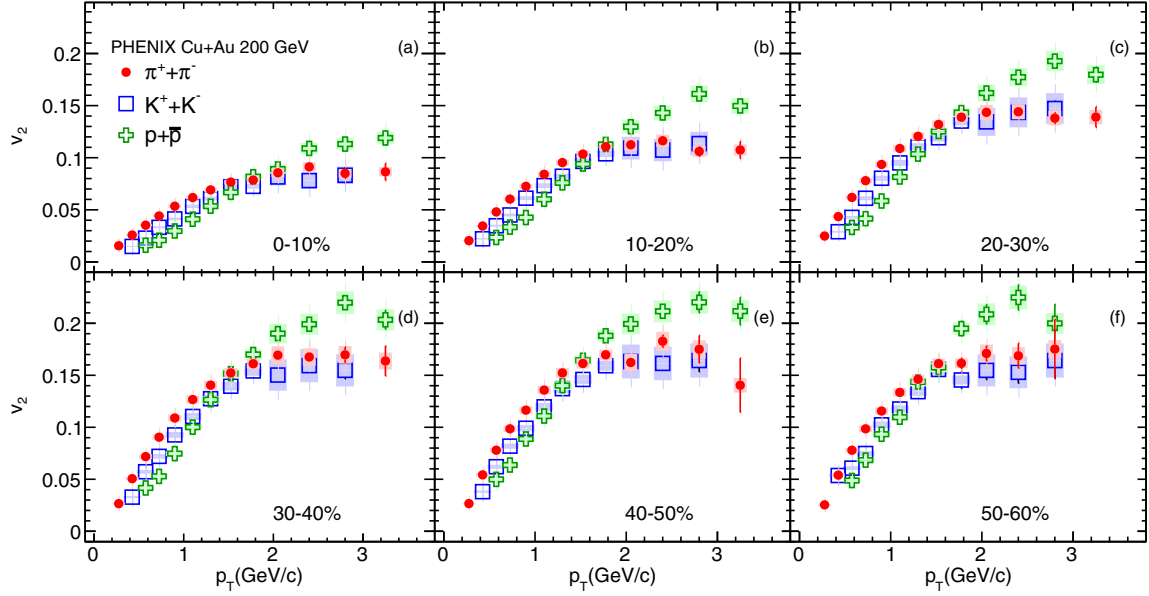 PHENIX Cu+Au 200 GeV
π⁺+π⁻
K⁺+K⁻
p+p̅
(a)
(b)
(c)
v₂
0.2
0.15
0.1
0.05
0
0-10%
10-20%
20-30%
(d)
(e)
(f)
v₂
0.2
0.15
0.1
0.05
0
30-40%
40-50%
50-60%
0 1 2 3 0 1 2 3 0 1 2 3
p_T(GeV/c) p_T(GeV/c) p_T(GeV/c)